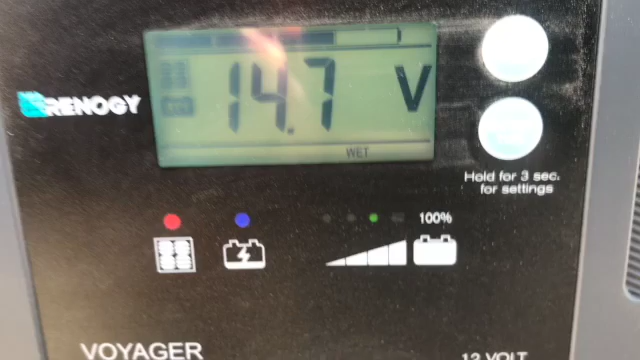 14.7 V
RENOGY
WET
Hold for 3 sec.
for settings
100%
VOYAGER
12 VOLT